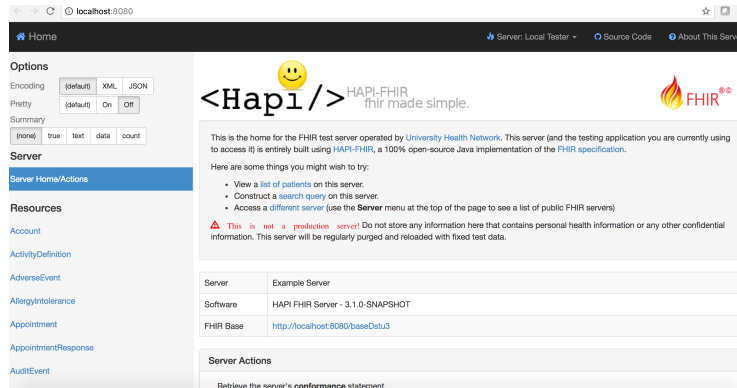 localhost:8080
Home
Server: Local Tester
Source Code
About This Serv
Options
Encoding (default) XML JSON
Pretty (default) On Off
Summary
(none) true text data count
Server
Server Home/Actions
Resources
Account
ActivityDefinition
AdverseEvent
AllergyIntolerance
Appointment
AppointmentResponse
AuditEvent
<Hapi/>
HAPI-FHIR
fhir made simple.
FHIR®©
This is the home for the FHIR test server operated by University Health Network. This server (and the testing application you are currently using
to access it) is entirely built using HAPI-FHIR, a 100% open-source Java implementation of the FHIR specification.
Here are some things you might wish to try:
• View a list of patients on this server.
• Construct a search query on this server.
• Access a different server (use the Server menu at the top of the page to see a list of public FHIR servers)
This is not a production server! Do not store any information here that contains personal health information or any other confidential
information. This server will be regularly purged and reloaded with fixed test data.
Server Example Server
Software HAPI FHIR Server - 3.1.0-SNAPSHOT
FHIR Base http://localhost:8080/baseDstu3
Server Actions
Retrieve the server's conformance statement.